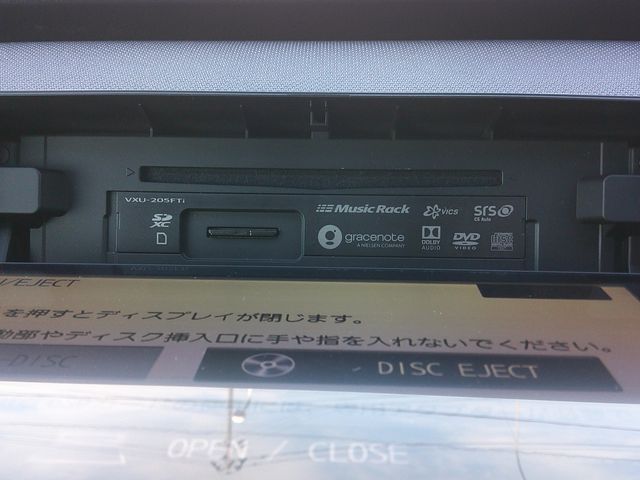 VXU-205FTi
SD XC
MusicRack
VICS
SRS
CS Auto
gracenote
A NIELSEN COMPANY
DOLBY
AUDIO
DVD
VIDEO
/EJECT
を押すとディスプレイが閉じます。
動部やディスク挿入口に手や指を入れないでください。
DISC
DISC EJECT
OPEN / CLOSE